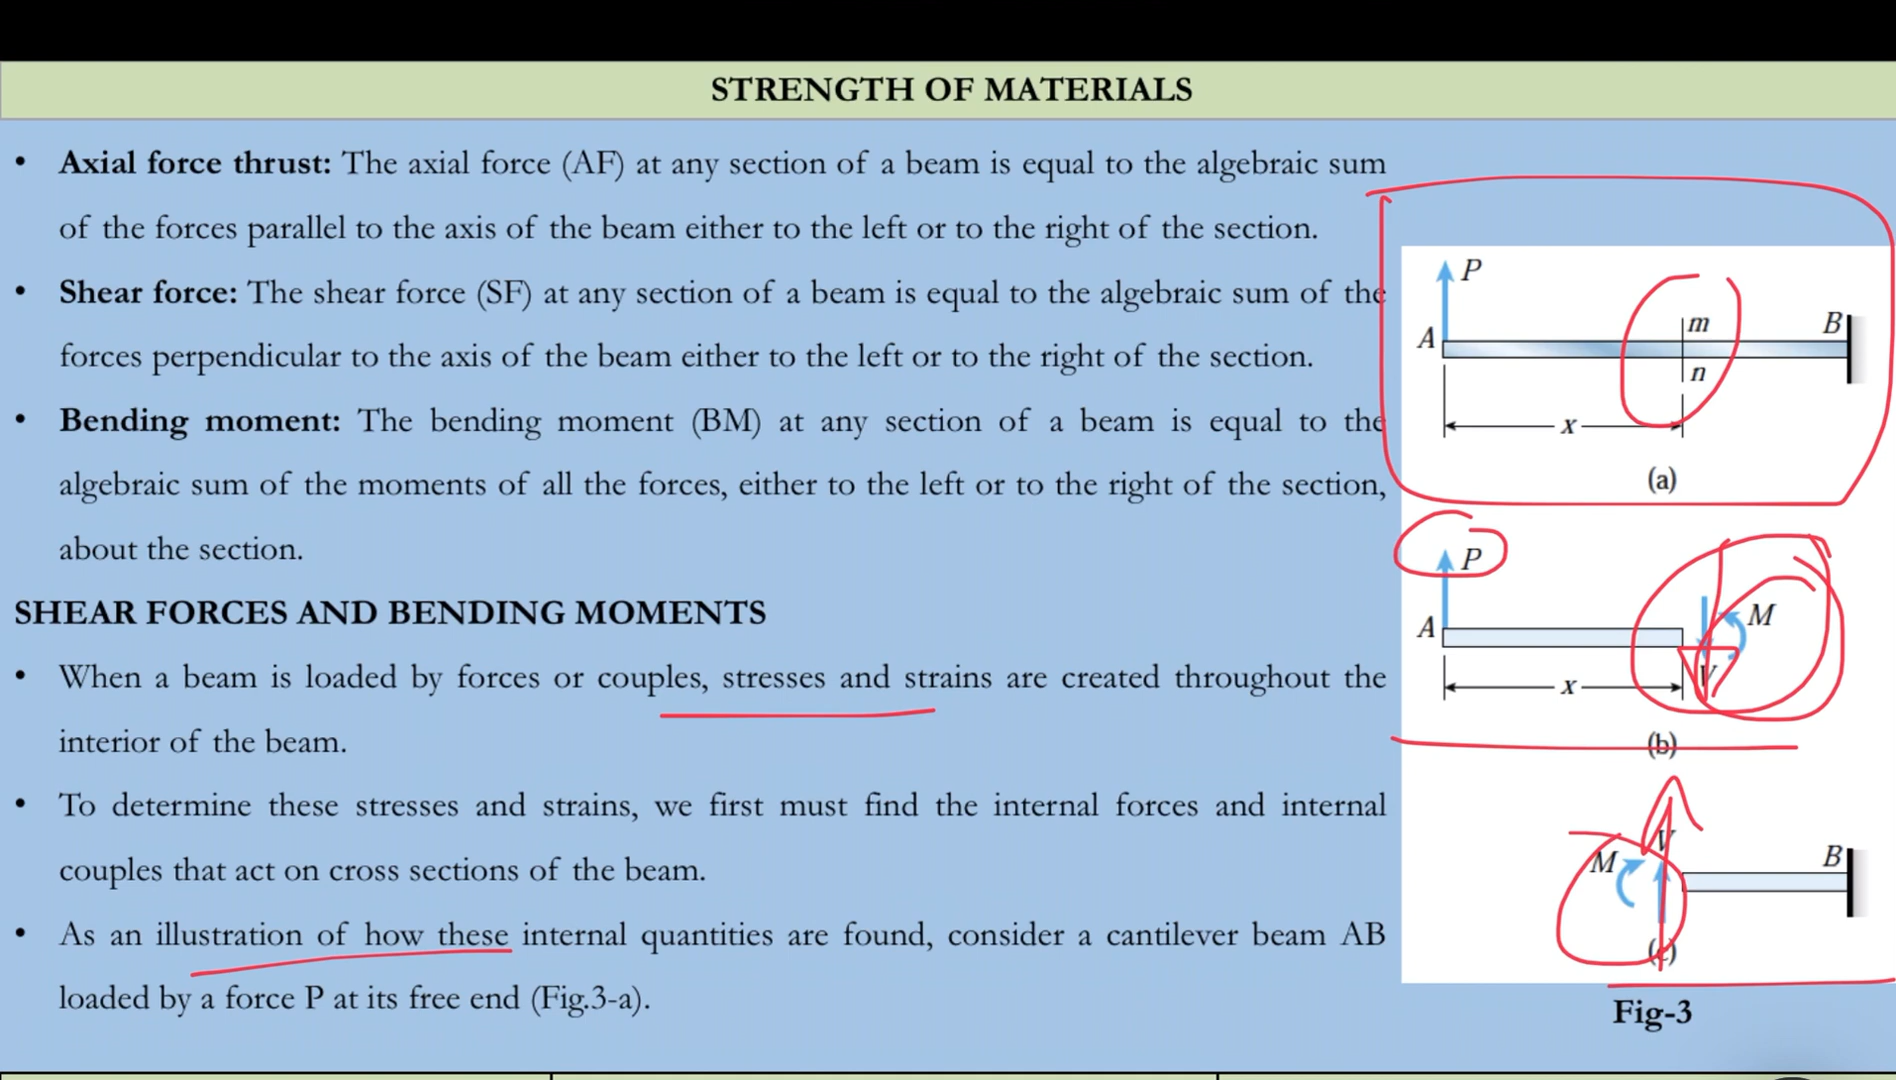 STRENGTH OF MATERIALS
• Axial force thrust: The axial force (AF) at any section of a beam is equal to the algebraic sum
of the forces parallel to the axis of the beam either to the left or to the right of the section.
• Shear force: The shear force (SF) at any section of a beam is equal to the algebraic sum of the
forces perpendicular to the axis of the beam either to the left or to the right of the section.
• Bending moment: The bending moment (BM) at any section of a beam is equal to the
algebraic sum of the moments of all the forces, either to the left or to the right of the section,
about the section.
SHEAR FORCES AND BENDING MOMENTS
• When a beam is loaded by forces or couples, stresses and strains are created throughout the
interior of the beam.
• To determine these stresses and strains, we first must find the internal forces and internal
couples that act on cross sections of the beam.
• As an illustration of how these internal quantities are found, consider a cantilever beam AB
loaded by a force P at its free end (Fig.3-a).
P
A
m
B
n
x
(a)
P
A
M
V
x
(b)
V
M
B
(c)
Fig-3